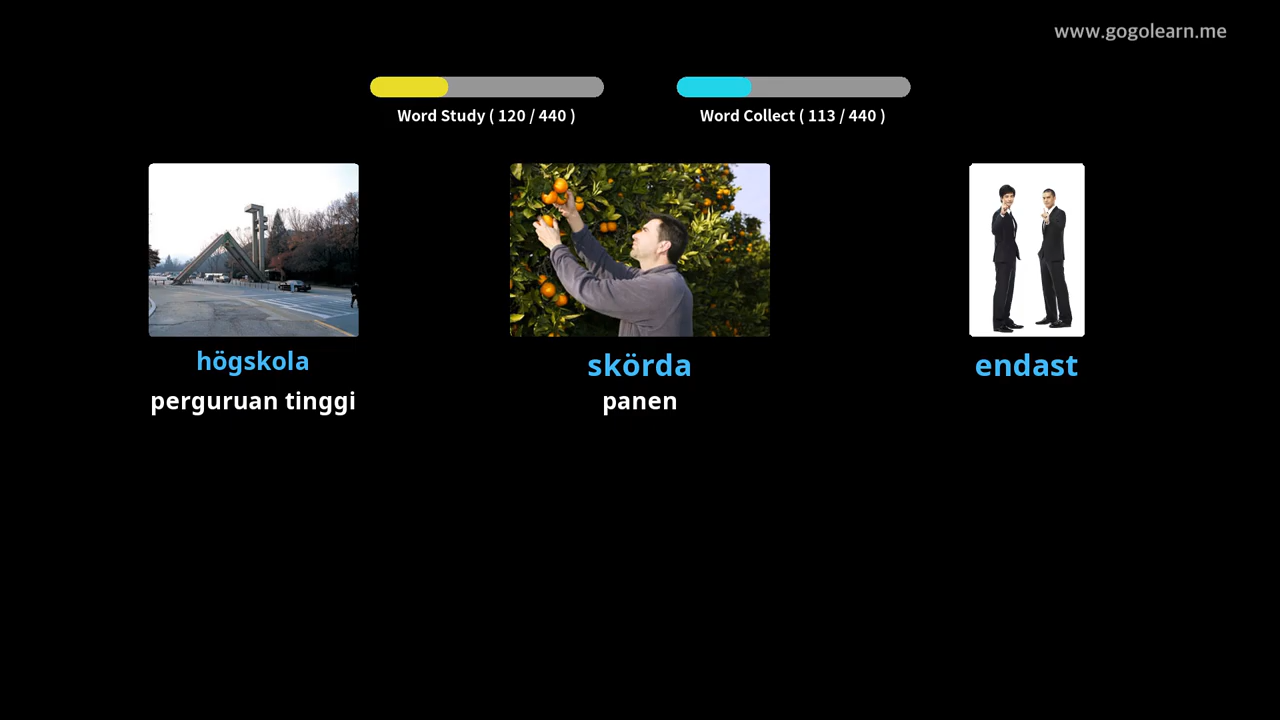 www.gogolearn.me
Word Study ( 120 / 440 )
Word Collect ( 113 / 440 )
högskola
skörda
endast
perguruan tinggi
panen